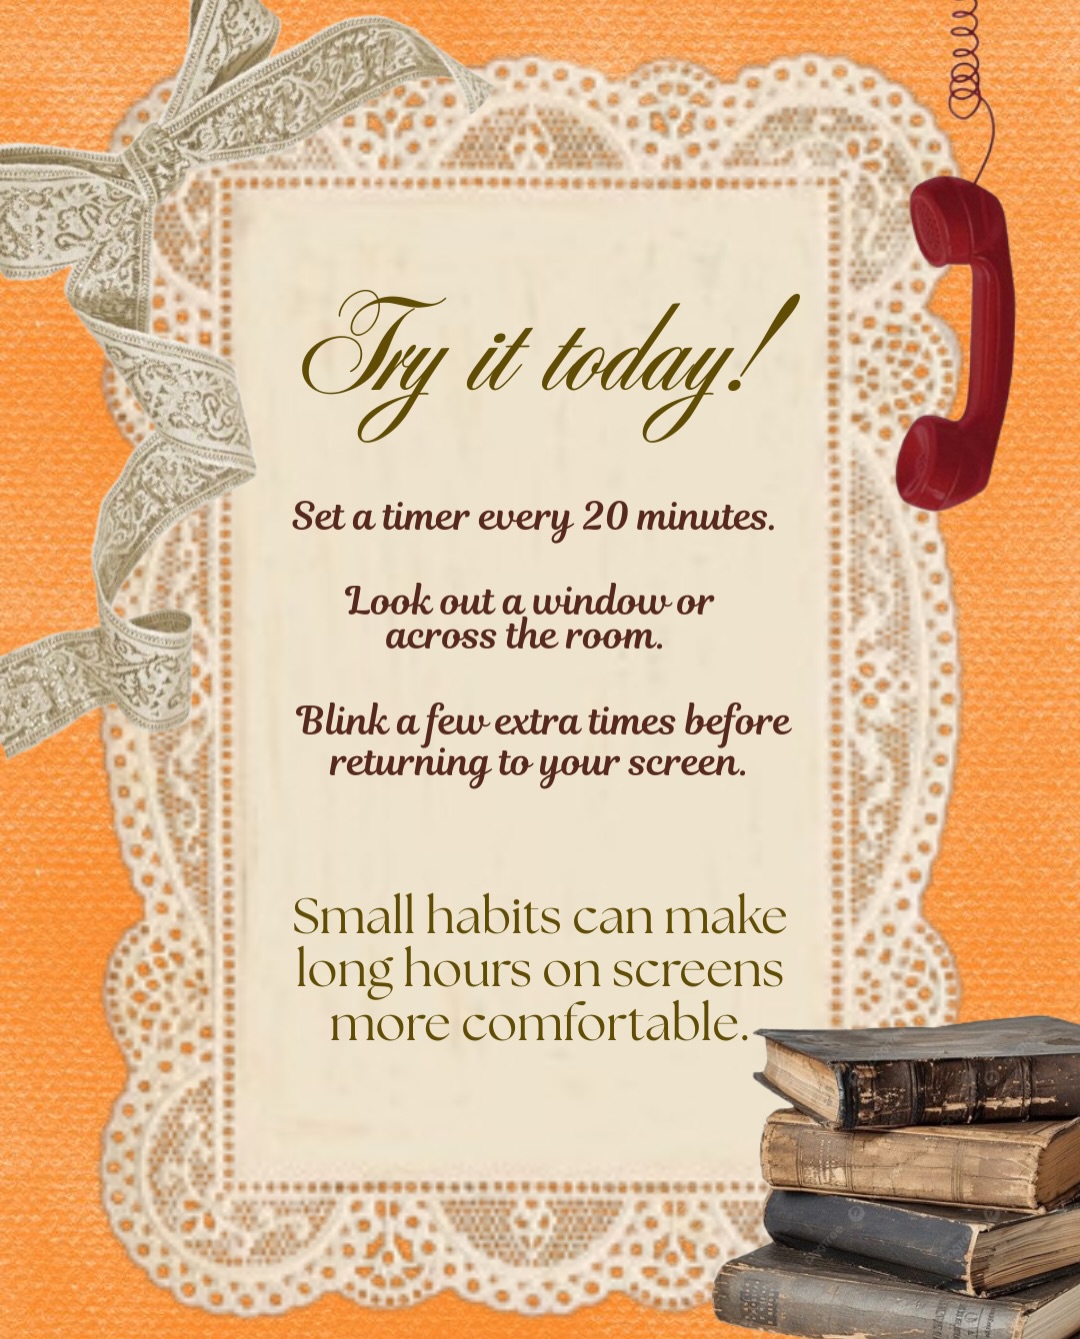 Try it today!
Set a timer every 20 minutes.
Look out a window or
across the room.
Blink a few extra times before
returning to your screen.
Small habits can make
long hours on screens
more comfortable.